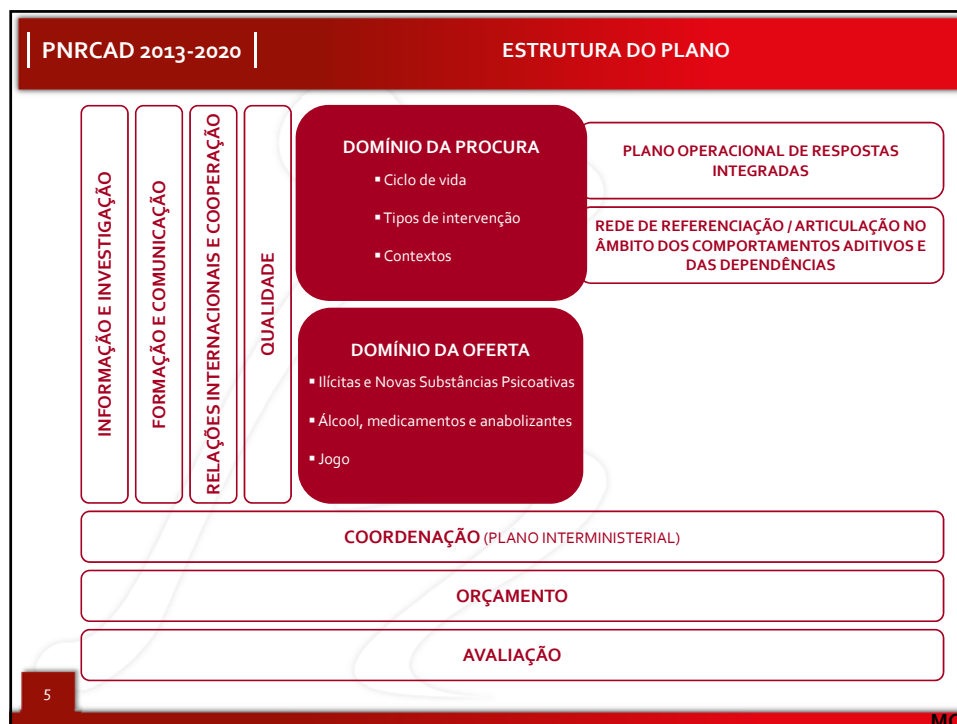 PNRCAD 2013-2020
ESTRUTURA DO PLANO
INFORMAÇÃO E INVESTIGAÇÃO
FORMAÇÃO E COMUNICAÇÃO
RELAÇÕES INTERNACIONAIS E COOPERAÇÃO
QUALIDADE
DOMÍNIO DA PROCURA
▪ Ciclo de vida
▪ Tipos de intervenção
▪ Contextos
PLANO OPERACIONAL DE RESPOSTAS
INTEGRADAS
REDE DE REFERENCIAÇÃO / ARTICULAÇÃO NO
ÂMBITO DOS COMPORTAMENTOS ADITIVOS E
DAS DEPENDÊNCIAS
DOMÍNIO DA OFERTA
▪ Ilícitas e Novas Substâncias Psicoativas
▪ Álcool, medicamentos e anabolizantes
▪ Jogo
COORDENAÇÃO (PLANO INTERMINISTERIAL)
ORÇAMENTO
AVALIAÇÃO
5